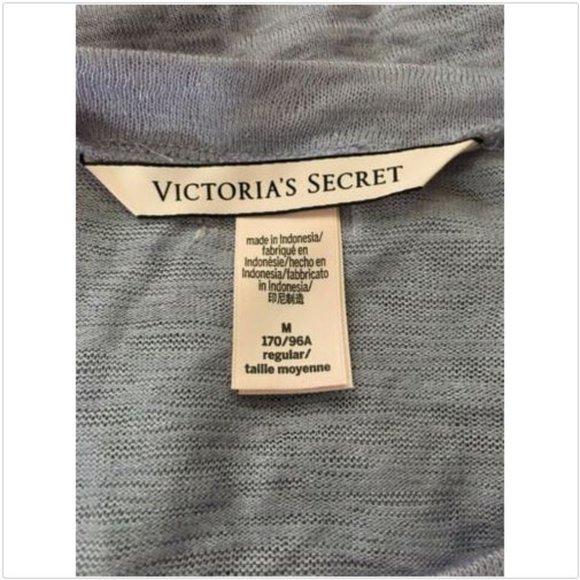 VICTORIA'S SECRET
made in Indonesia/
fabriqué en
Indonésie/hecho en
Indonesia/fabbricato
in Indonesia/
印尼制造
M
170/96A
regular/
taille moyenne